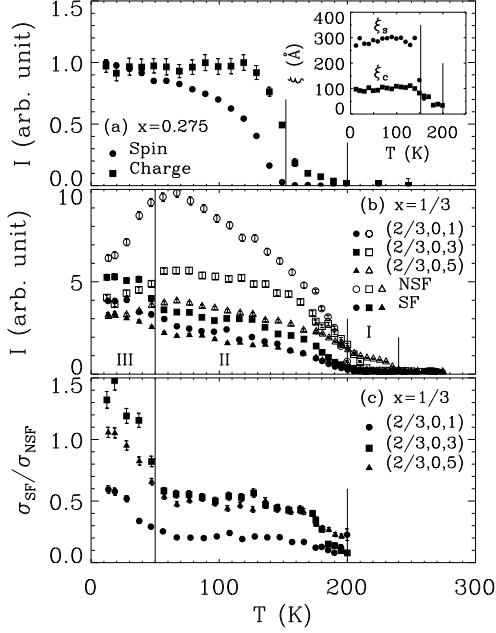 I (arb. unit)
1.5
1.0
0.5
0.0
(a) x=0.275
Spin
Charge
ξ (Å)
400
300
200
100
0
ξs
ξc
0 100 200
T (K)
I (arb. unit)
10
5
0
(b) x=1/3
(2/3,0,1)
(2/3,0,3)
(2/3,0,5)
NSF
SF
III
II
I
σSF/σNSF
1.5
1.0
0.5
0.0
(c) x=1/3
(2/3,0,1)
(2/3,0,3)
(2/3,0,5)
0 100 200 300
T (K)